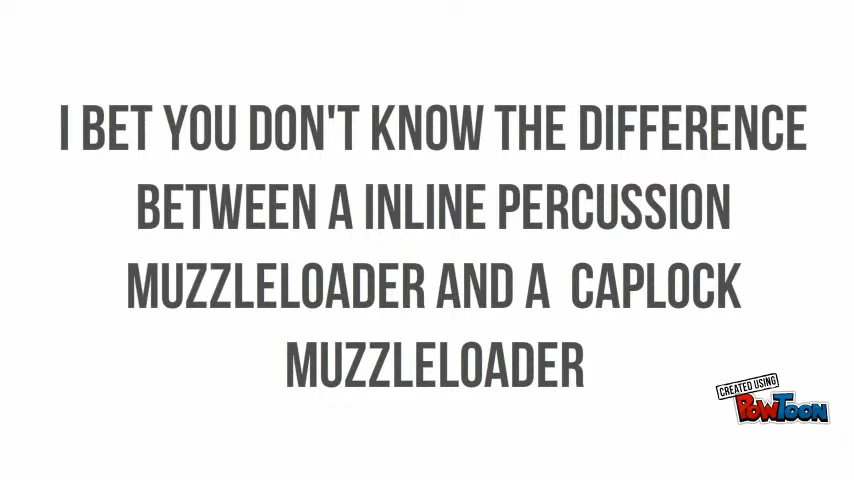 I BET YOU DON'T KNOW THE DIFFERENCE
BETWEEN A INLINE PERCUSSION
MUZZLELOADER AND A CAPLOCK
MUZZLELOADER
CREATED USING
POWTOON